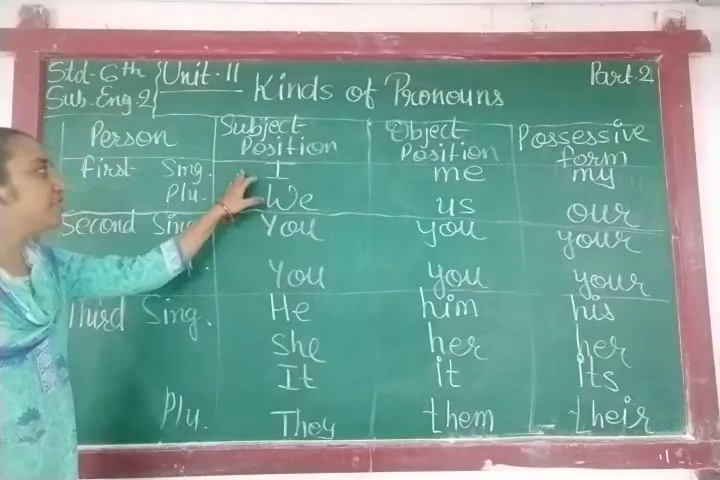 Std-6th Unit-11
Sub.Eng.2
Kinds of Pronouns
Part.2
Person Subject Position Object Position Possessive form
first Sing. I me my
Plu. We us our
Second Sing You you your
You you your
Third Sing. He him his
she her her
It it its
Plu. They them their